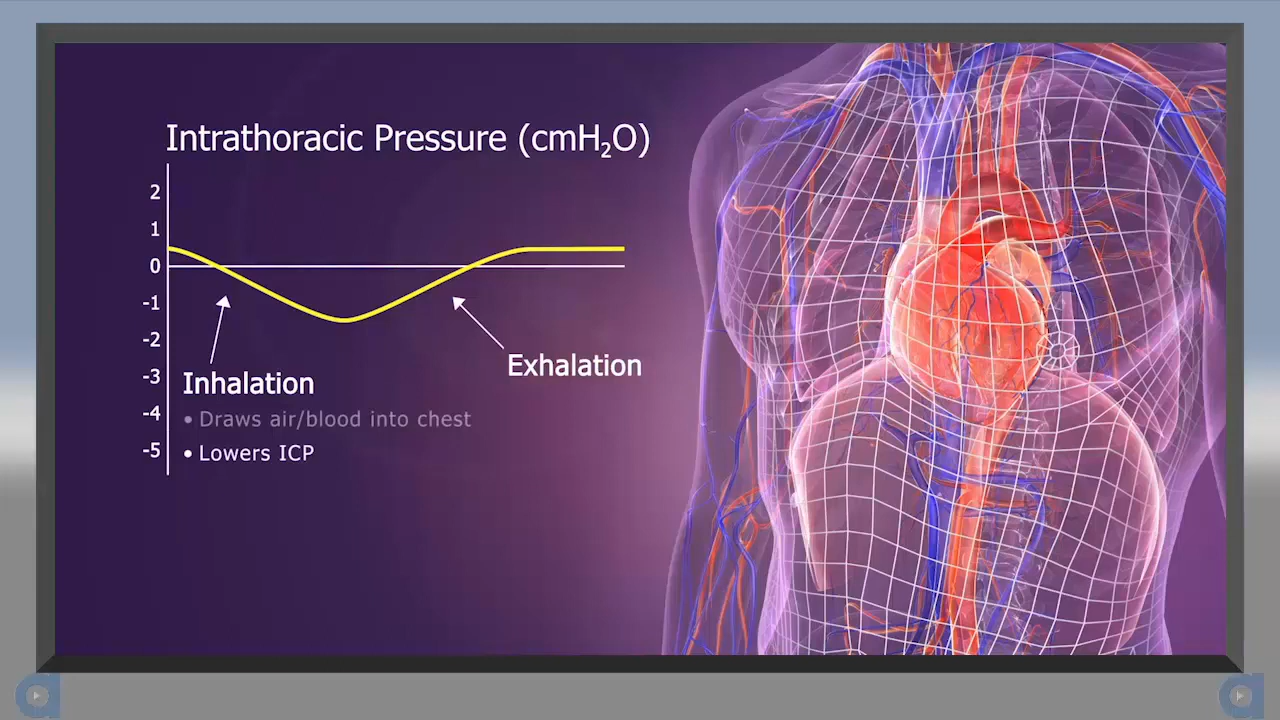 Intrathoracic Pressure (cmH₂O)
2
1
0
-1
-2
-3
-4
-5
Inhalation
• Draws air/blood into chest
• Lowers ICP
Exhalation